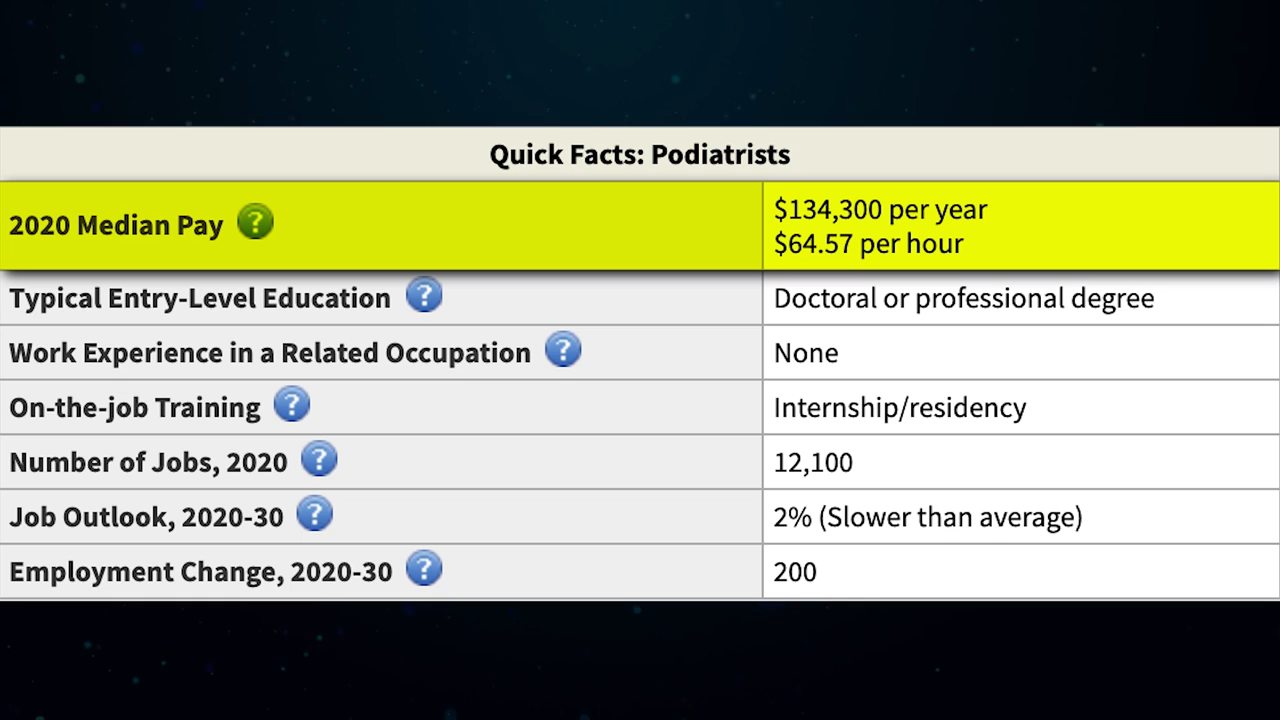 Quick Facts: Podiatrists
2020 Median Pay ?
$134,300 per year
$64.57 per hour
Typical Entry-Level Education ? Doctoral or professional degree
Work Experience in a Related Occupation ? None
On-the-job Training ? Internship/residency
Number of Jobs, 2020 ? 12,100
Job Outlook, 2020-30 ? 2% (Slower than average)
Employment Change, 2020-30 ? 200